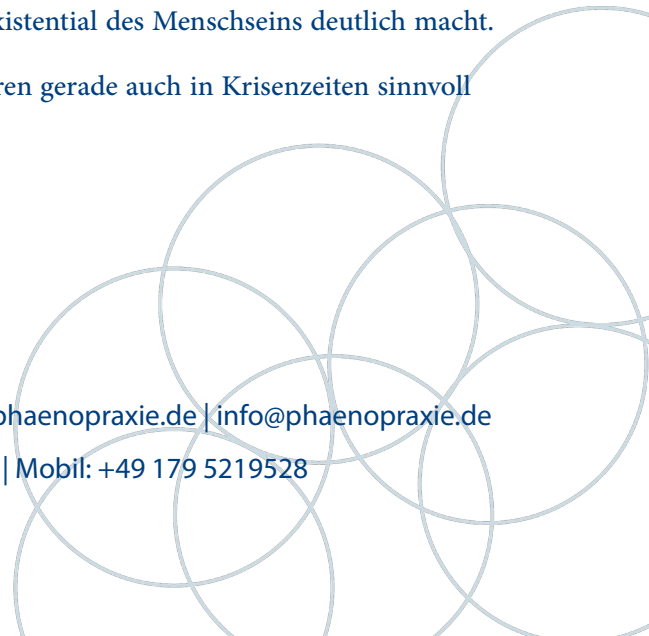 xistential des Menschseins deutlich macht.
ren gerade auch in Krisenzeiten sinnvoll
phaenopraxie.de | info@phaenopraxie.de
| Mobil: +49 179 5219528